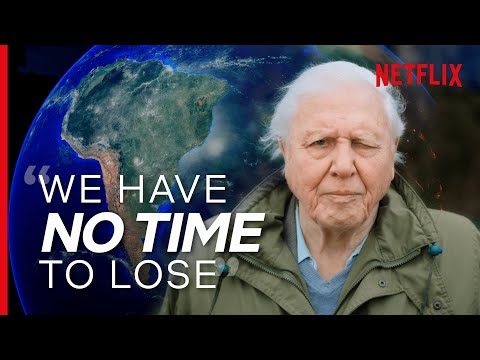 NETFLIX
“WE HAVE
NO TIME
TO LOSE